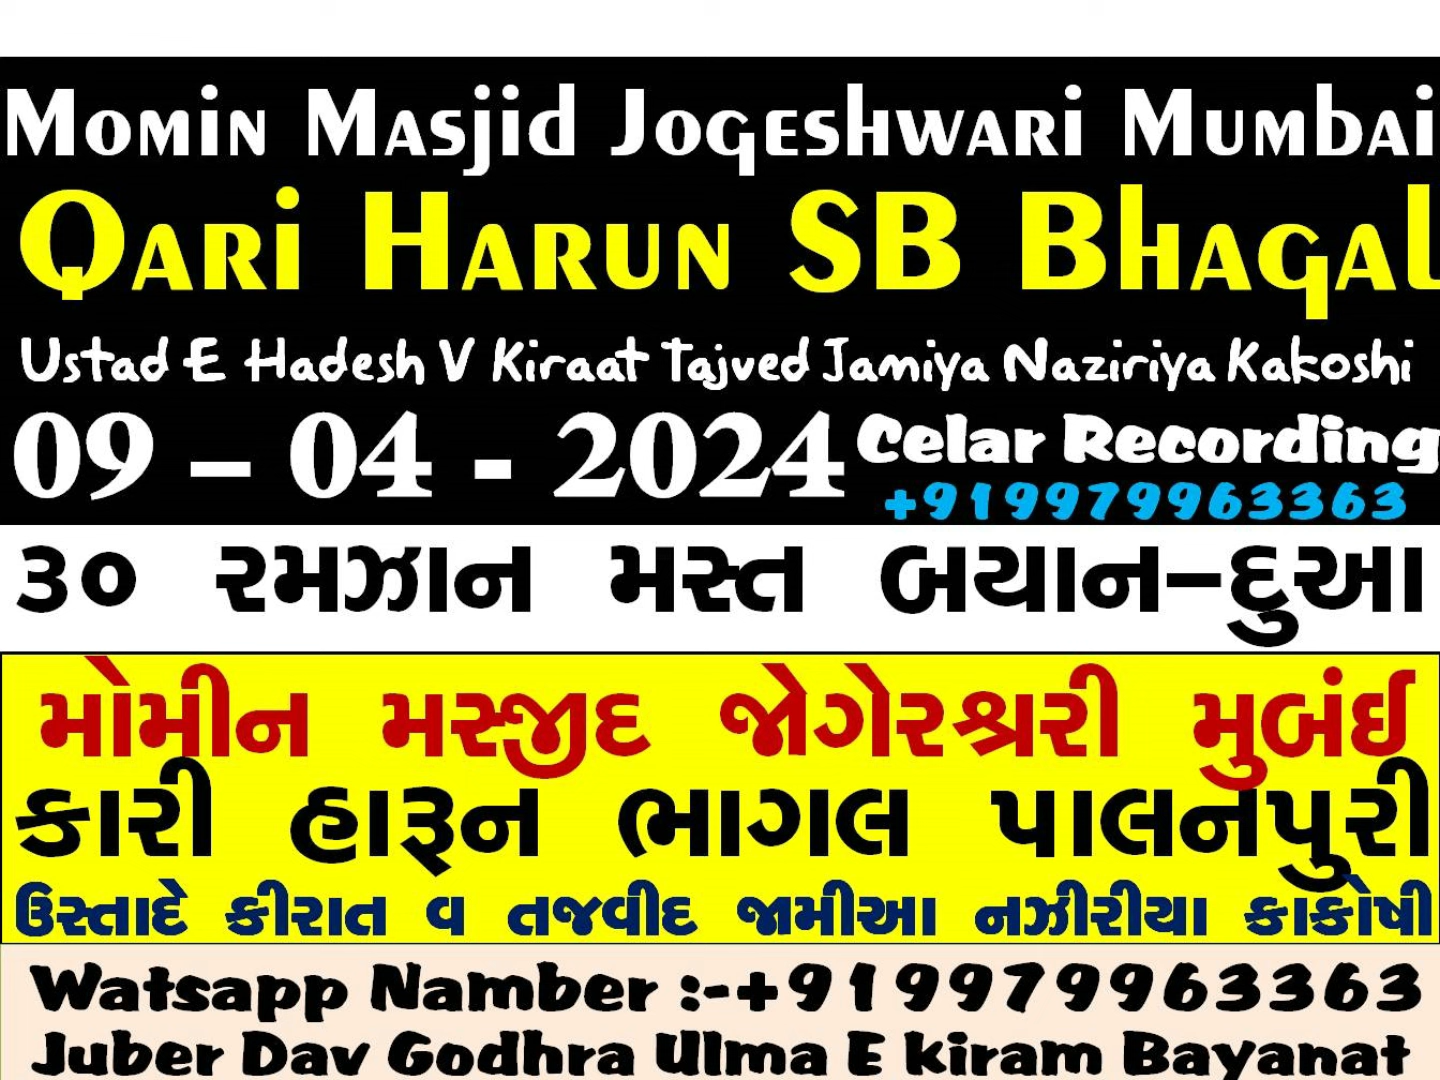 Momin Masjid Jogeshwari Mumbai
Qari Harun SB Bhagal
Ustad E Hadesh V Kiraat Tajved Jamiya Naziriya Kakoshi
09 – 04 - 2024 Celar Recording
+919979963363
૩૦ રમઝાન મસ્ત બયાન–દુઆ
મોમીન મસ્જીદ જોગેરશ્વરી મુબંઈ
કારી હારૂન ભાગલ પાલનપુરી
ઉસ્તાદે કીરાત વ તજવીદ જામીઆ નઝીરીયા કાકોષી
Watsapp Namber :-+919979963363
Juber Dav Godhra Ulma E kiram Bayanat